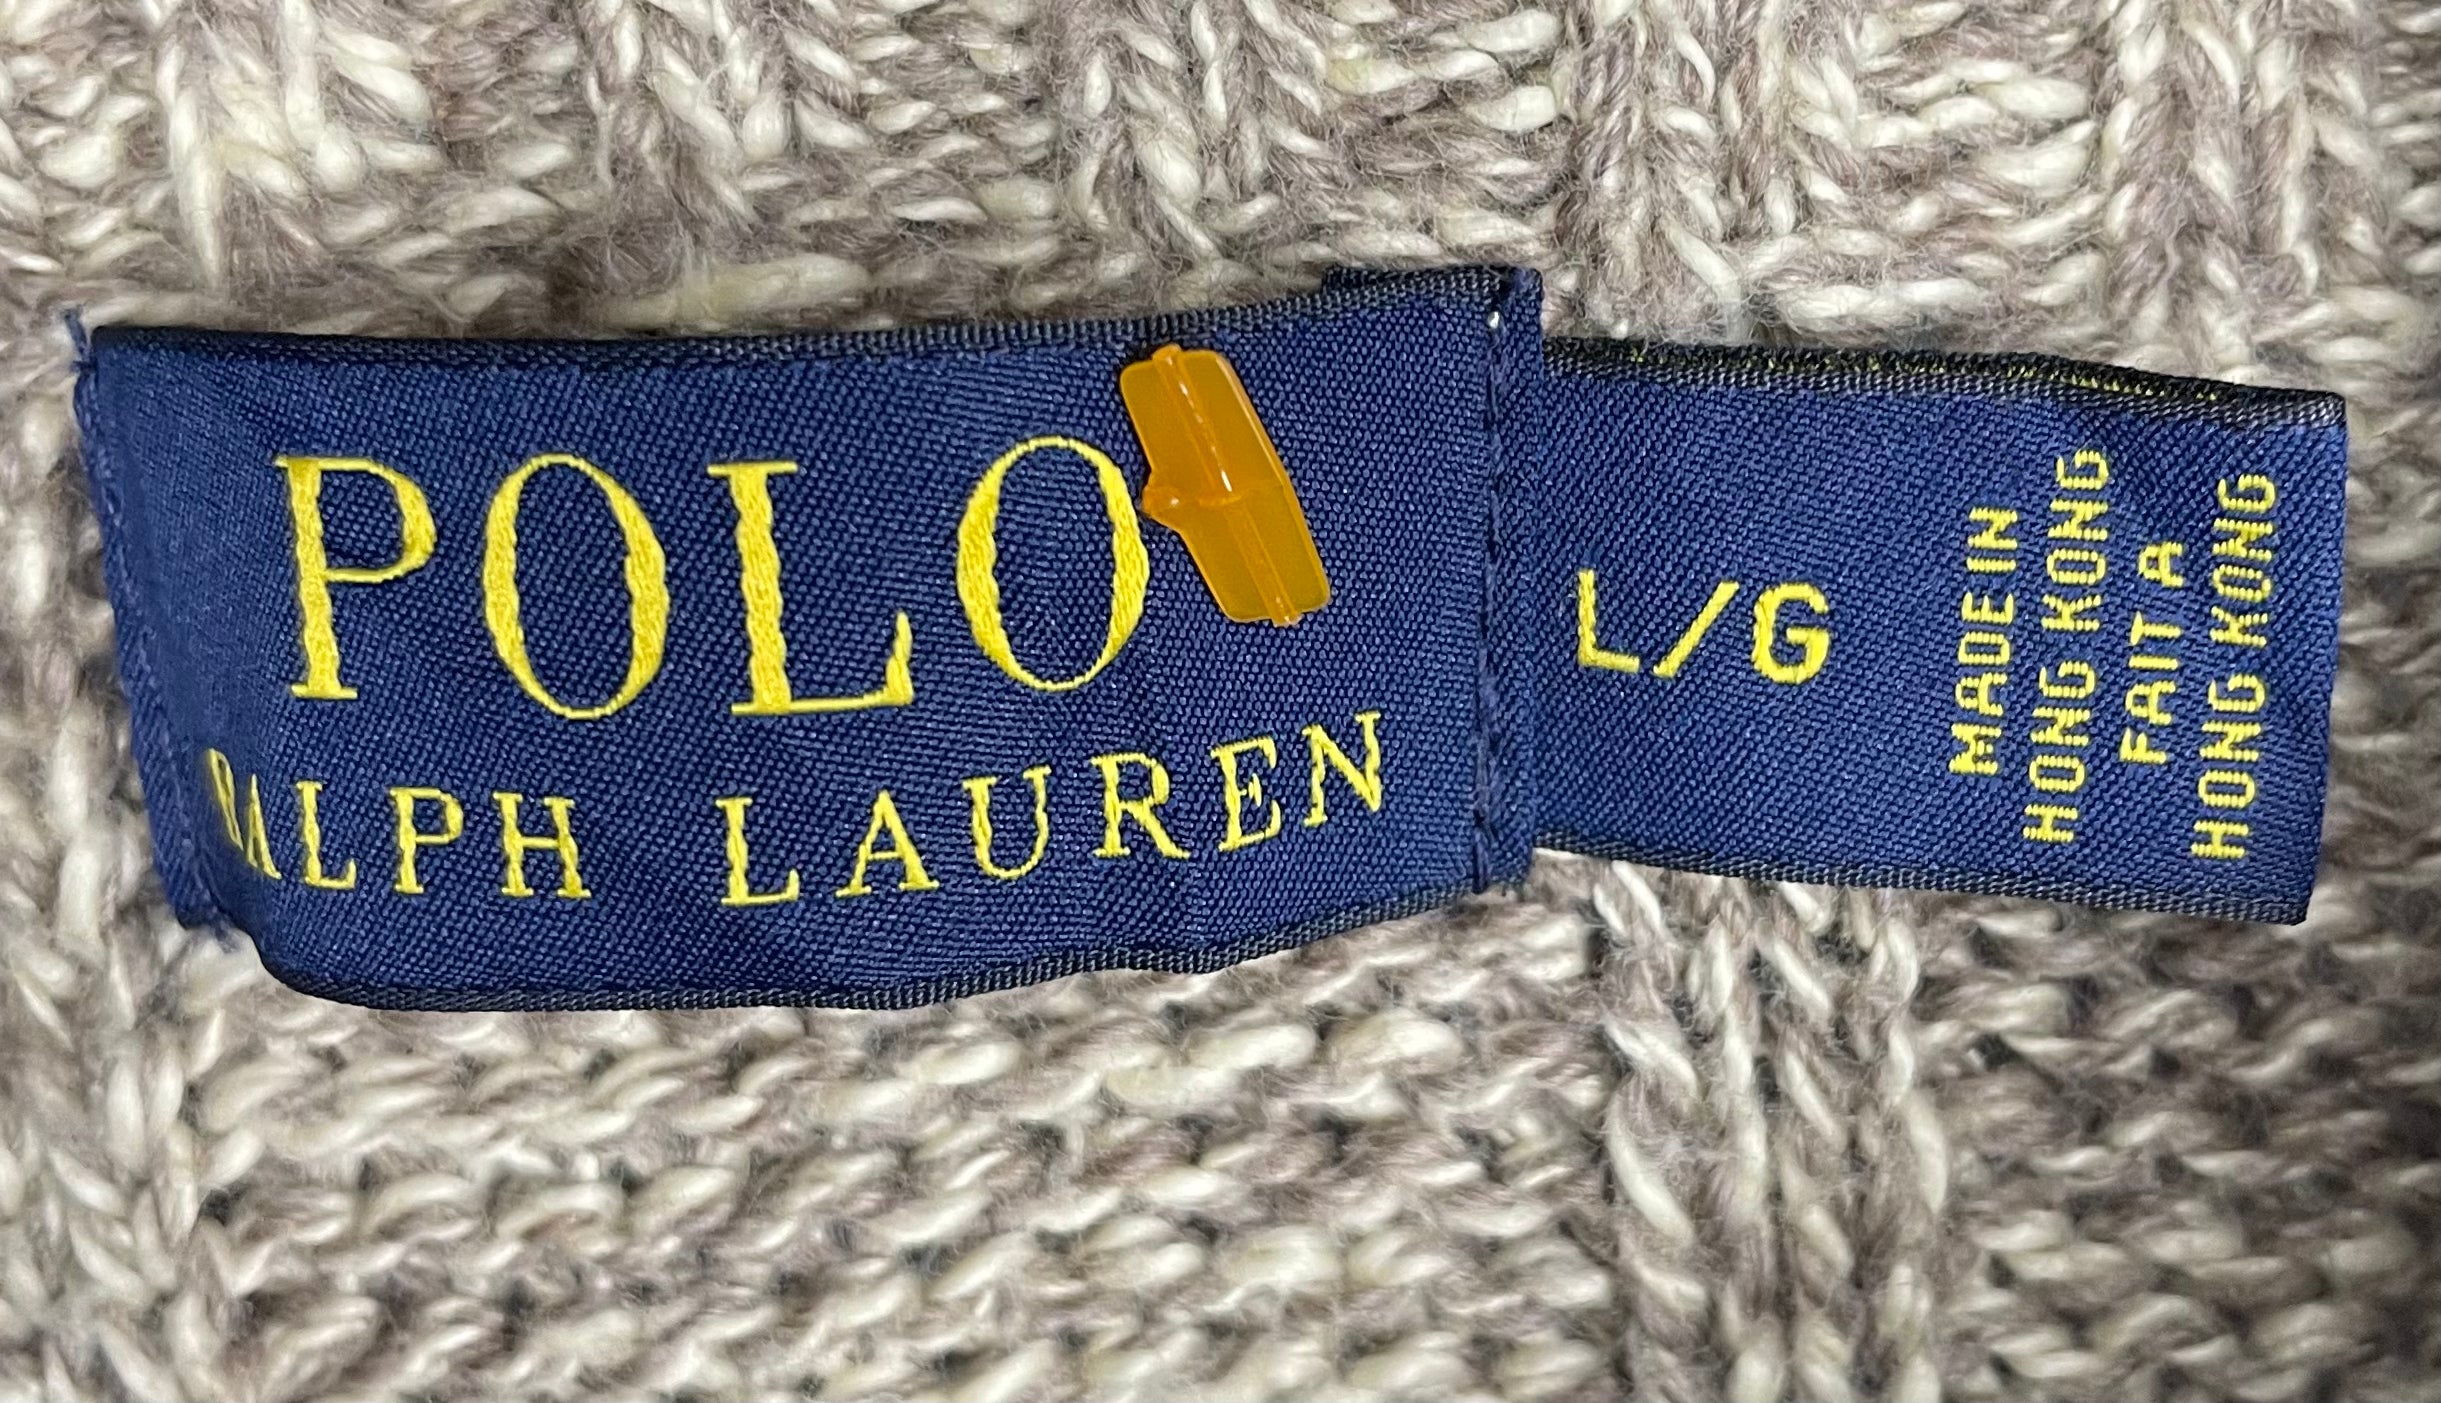 POLO
RALPH LAUREN
L/G
MADE IN
HONG KONG
FAIT A
HONG KONG